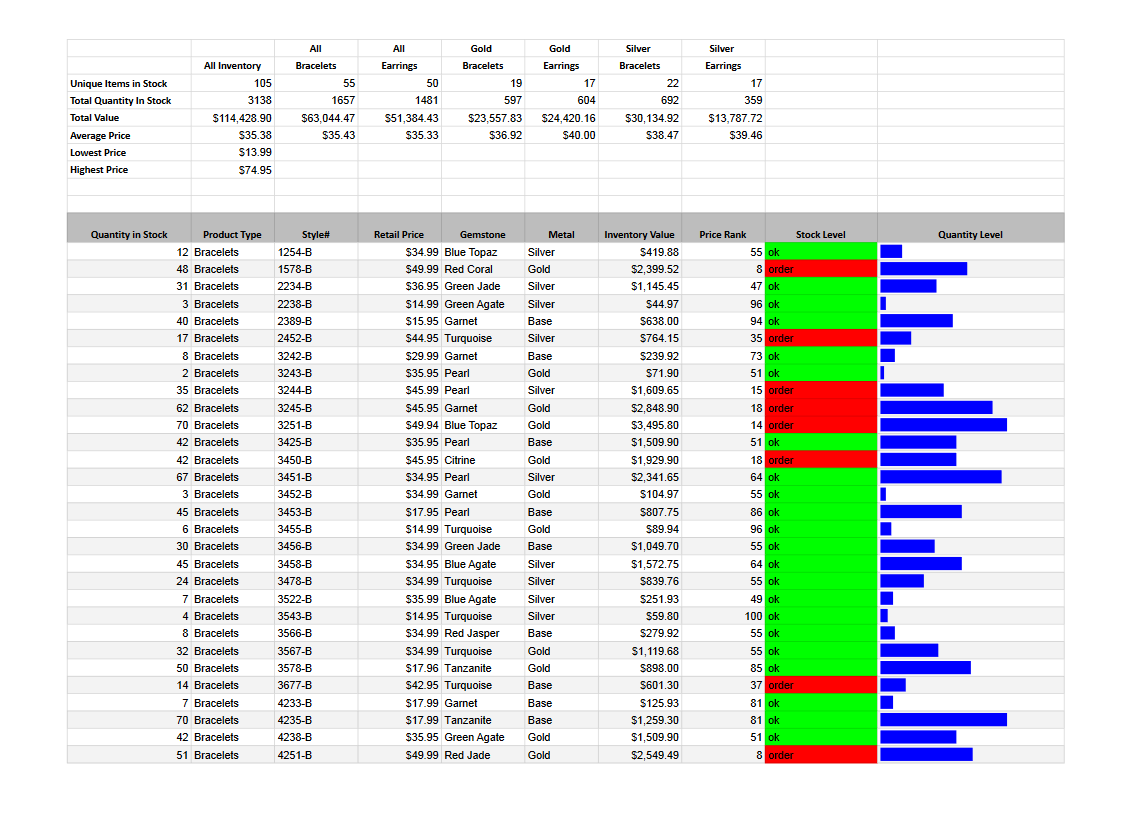 All All Gold Gold Silver Silver
All Inventory Bracelets Earrings Bracelets Earrings Bracelets Earrings
Unique Items in Stock 105 55 50 19 17 22 17
Total Quantity In Stock 3138 1657 1481 597 604 692 359
Total Value $114,428.90 $63,044.47 $51,384.43 $23,557.83 $24,420.16 $30,134.92 $13,787.72
Average Price $35.38 $35.43 $35.33 $36.92 $40.00 $38.47 $39.46
Lowest Price $13.99
Highest Price $74.95
Quantity in Stock Product Type Style# Retail Price Gemstone Metal Inventory Value Price Rank Stock Level Quantity Level
12 Bracelets 1254-B $34.99 Blue Topaz Silver $419.88 55 ok
48 Bracelets 1578-B $49.99 Red Coral Gold $2,399.52 8 order
31 Bracelets 2234-B $36.95 Green Jade Silver $1,145.45 47 ok
3 Bracelets 2238-B $14.99 Green Agate Silver $44.97 96 ok
40 Bracelets 2389-B $15.95 Garnet Base $638.00 94 ok
17 Bracelets 2452-B $44.95 Turquoise Silver $764.15 35 order
8 Bracelets 3242-B $29.99 Garnet Base $239.92 73 ok
2 Bracelets 3243-B $35.95 Pearl Gold $71.90 51 ok
35 Bracelets 3244-B $45.99 Pearl Silver $1,609.65 15 order
62 Bracelets 3245-B $45.95 Garnet Gold $2,848.90 18 order
70 Bracelets 3251-B $49.94 Blue Topaz Gold $3,495.80 14 order
42 Bracelets 3425-B $35.95 Pearl Base $1,509.90 51 ok
42 Bracelets 3450-B $45.95 Citrine Gold $1,929.90 18 order
67 Bracelets 3451-B $34.95 Pearl Silver $2,341.65 64 ok
3 Bracelets 3452-B $34.99 Garnet Gold $104.97 55 ok
45 Bracelets 3453-B $17.95 Pearl Base $807.75 86 ok
6 Bracelets 3455-B $14.99 Turquoise Gold $89.94 96 ok
30 Bracelets 3456-B $34.99 Green Jade Base $1,049.70 55 ok
45 Bracelets 3458-B $34.95 Blue Agate Silver $1,572.75 64 ok
24 Bracelets 3478-B $34.99 Turquoise Silver $839.76 55 ok
7 Bracelets 3522-B $35.99 Blue Agate Silver $251.93 49 ok
4 Bracelets 3543-B $14.95 Turquoise Silver $59.80 100 ok
8 Bracelets 3566-B $34.99 Red Jasper Base $279.92 55 ok
32 Bracelets 3567-B $34.99 Turquoise Gold $1,119.68 55 ok
50 Bracelets 3578-B $17.96 Tanzanite Gold $898.00 85 ok
14 Bracelets 3677-B $42.95 Turquoise Base $601.30 37 order
7 Bracelets 4233-B $17.99 Garnet Base $125.93 81 ok
70 Bracelets 4235-B $17.99 Tanzanite Base $1,259.30 81 ok
42 Bracelets 4238-B $35.95 Green Agate Gold $1,509.90 51 ok
51 Bracelets 4251-B $49.99 Red Jade Gold $2,549.49 8 order